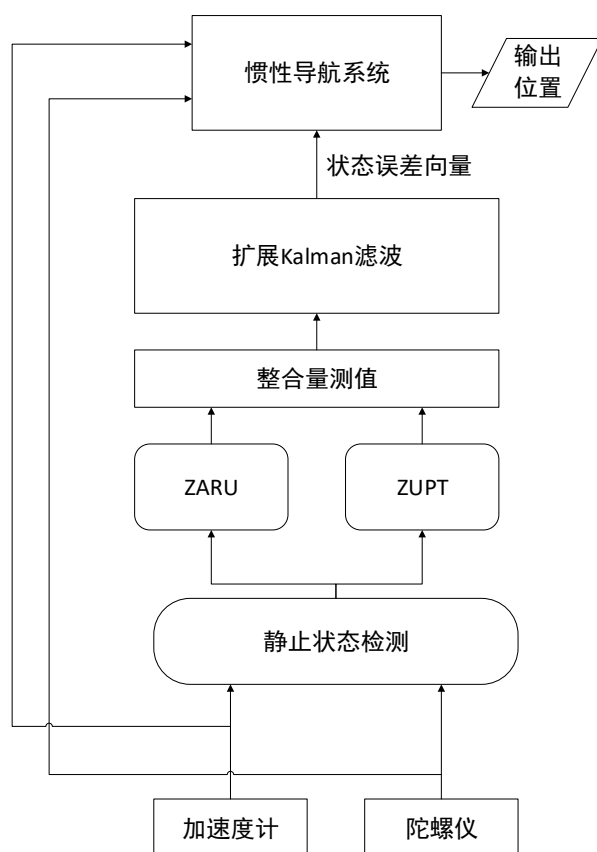 惯性导航系统
输出
位置
状态误差向量
扩展Kalman滤波
整合量测值
ZARU
ZUPT
静止状态检测
加速度计
陀螺仪